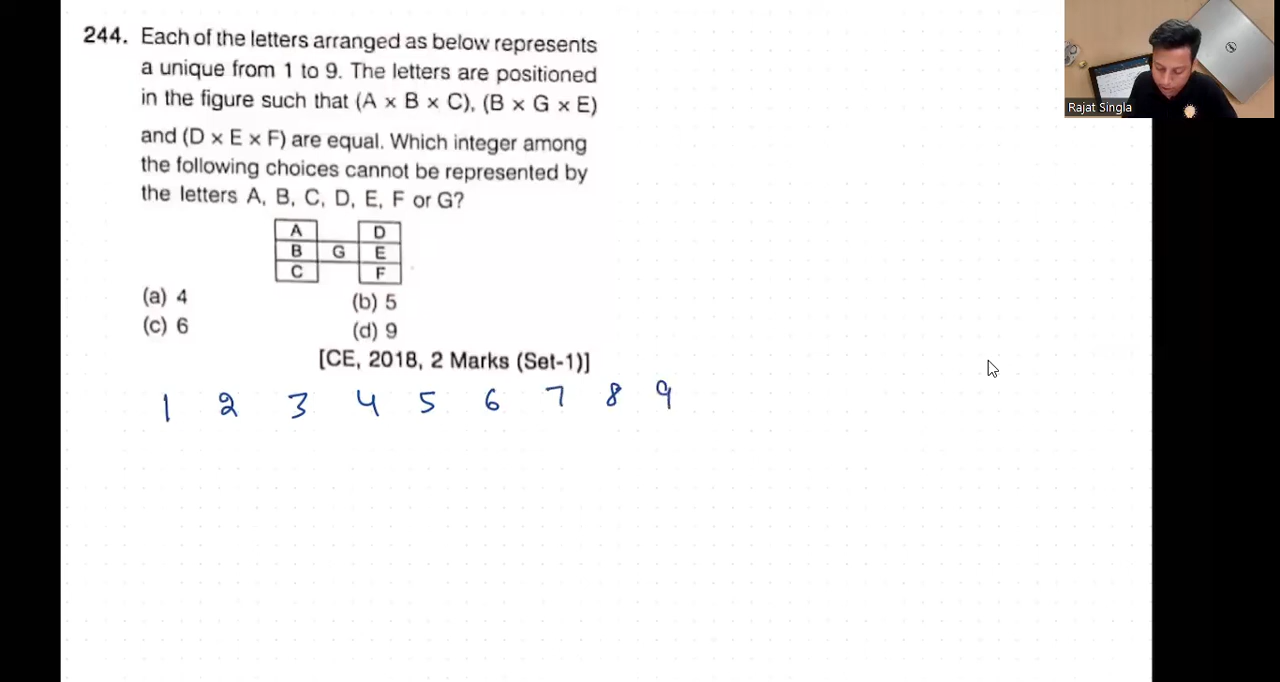 244. Each of the letters arranged as below represents
a unique from 1 to 9. The letters are positioned
in the figure such that (A × B × C), (B × G × E)
and (D × E × F) are equal. Which integer among
the following choices cannot be represented by
the letters A, B, C, D, E, F or G?
A D
B G E
C F
(a) 4 (b) 5
(c) 6 (d) 9
[CE, 2018, 2 Marks (Set-1)]
1 2 3 4 5 6 7 8 9
Rajat Singla